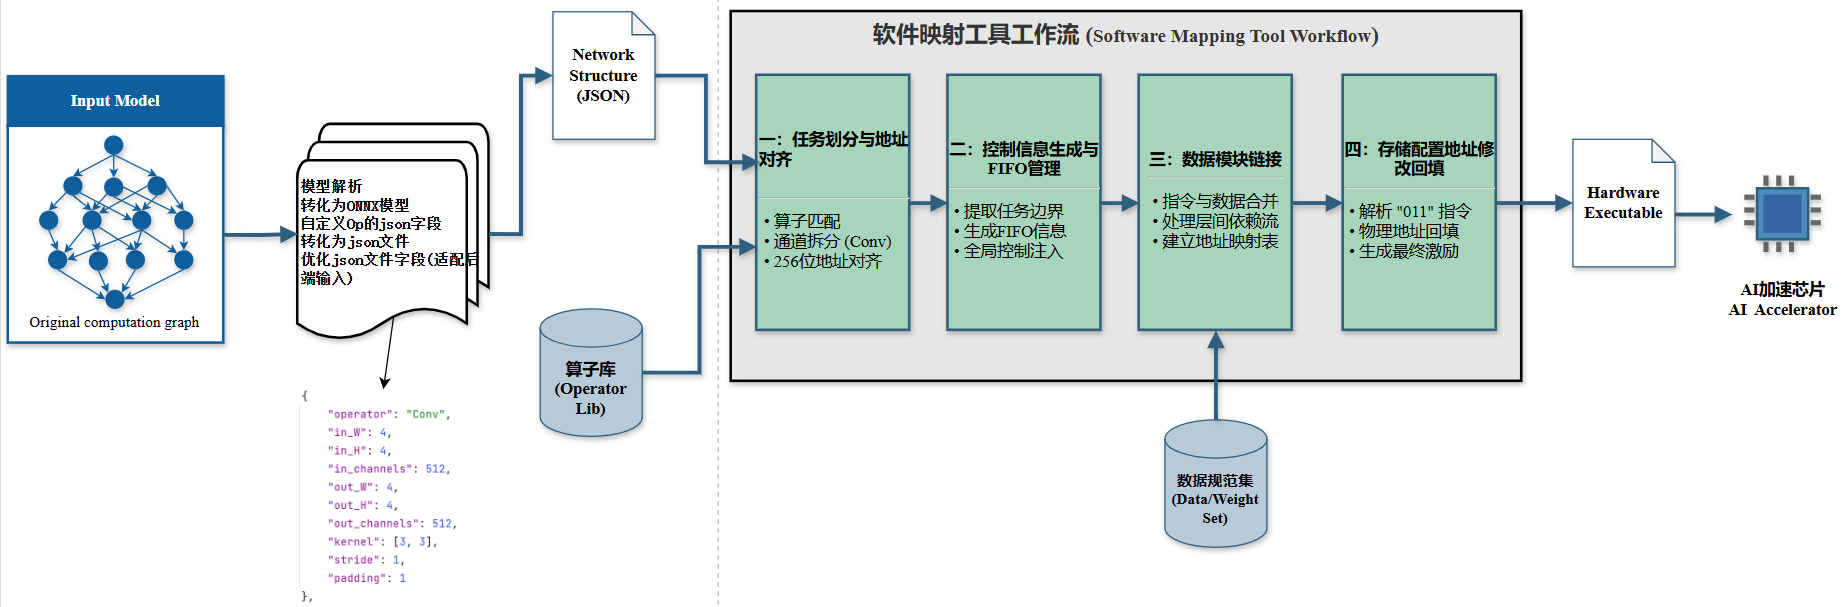 Input Model
Original computation graph
模型解析
转化为ONNX模型
自定义Op的json字段
转化为json文件
优化json文件字段(适配后
端输入)
{
"operator": "Conv",
"in_W": 4,
"in_H": 4,
"in_channels": 512,
"out_W": 4,
"out_H": 4,
"out_channels": 512,
"kernel": [3, 3],
"stride": 1,
"padding": 1
},
Network
Structure
(JSON)
算子库
(Operator
Lib)
软件映射工具工作流 (Software Mapping Tool Workflow)
一：任务划分与地址
对齐
• 算子匹配
• 通道拆分 (Conv)
• 256位地址对齐
二：控制信息生成与
FIFO管理
• 提取任务边界
• 生成FIFO信息
• 全局控制注入
三：数据模块链接
• 指令与数据合并
• 处理层间依赖流
• 建立地址映射表
四：存储配置地址修
改回填
• 解析 "011" 指令
• 物理地址回填
• 生成最终激励
数据规范集
(Data/Weight
Set)
Hardware
Executable
AI加速芯片
AI Accelerator